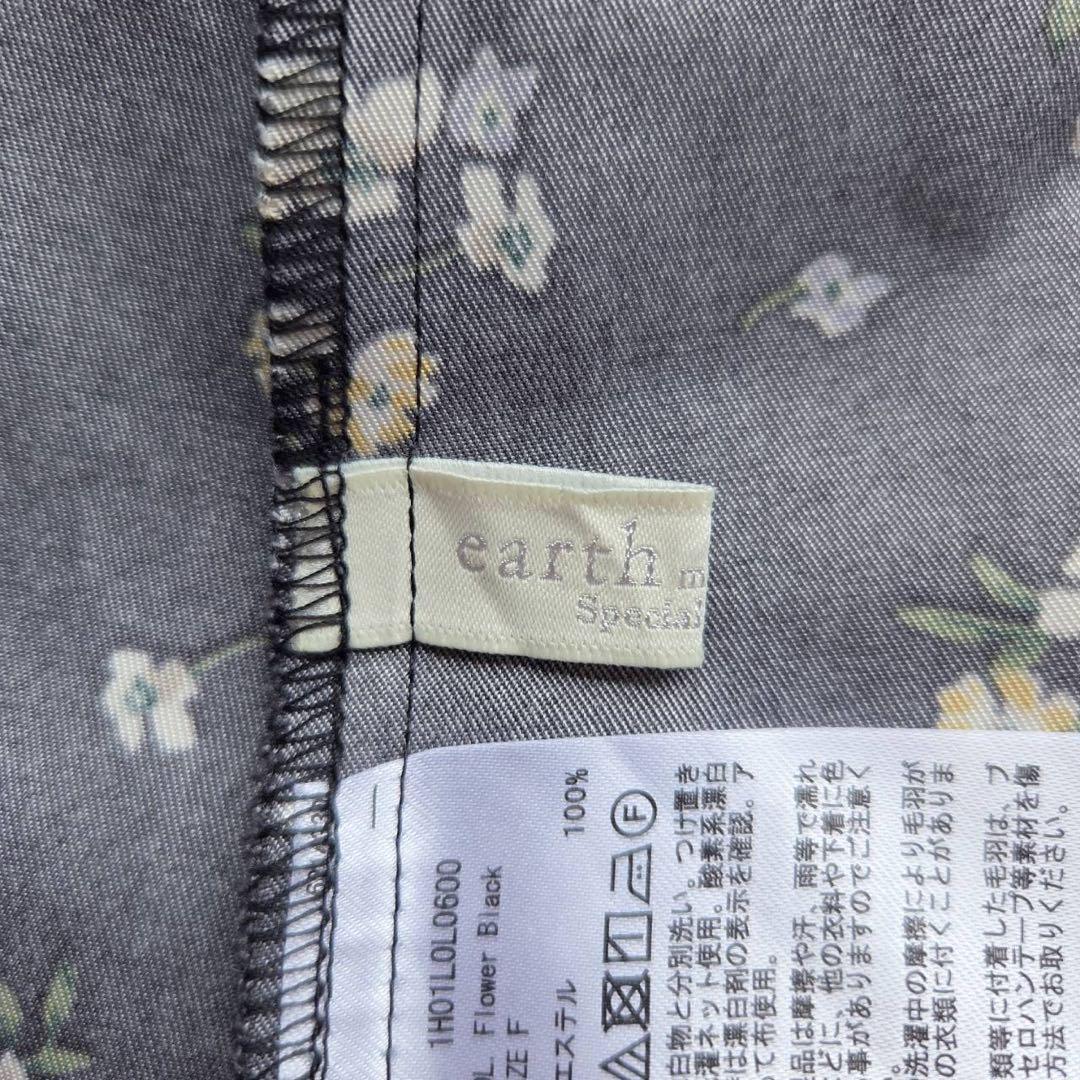 earth m
Special
1H01L0L0600
OL. Flower Black
ZE F
エステル 100%
F
白物と分別洗い。つけ置き
濯ネット使用。酸素系漂白
は漂白剤の表示を確認。ア
て布使用。
品は摩擦や汗、雨等で濡れ
どに、他の衣料や下着に色
事がありますのでご注意く
。
洗濯中の摩擦により毛羽が
の衣類に付くことがありま
類等に付着した毛羽は、ブ
セロハンテープ等素材を傷
方法でお取りください。